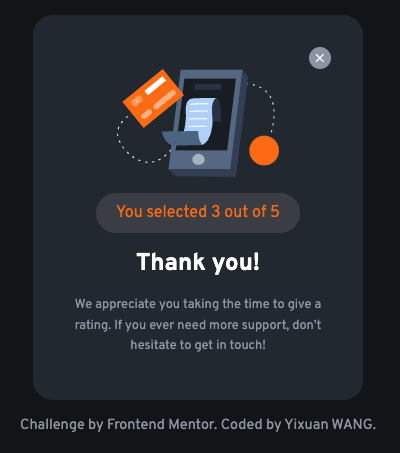 You selected 3 out of 5
Thank you!
We appreciate you taking the time to give a
rating. If you ever need more support, don't
hesitate to get in touch!
Challenge by Frontend Mentor. Coded by Yixuan WANG.